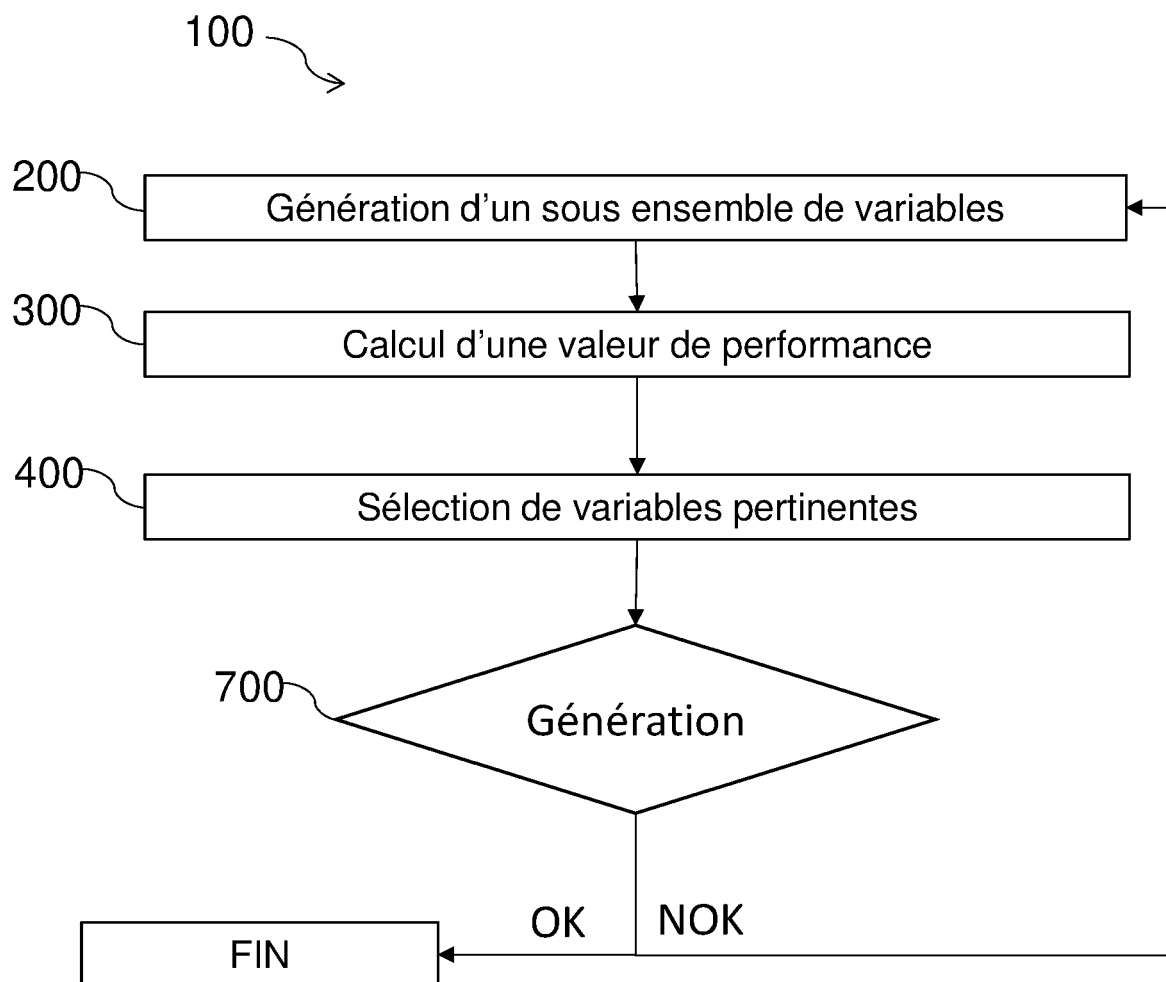 100
200
Génération d'un sous ensemble de variables
300
Calcul d'une valeur de performance
400
Sélection de variables pertinentes
700
Génération
OK
NOK
FIN